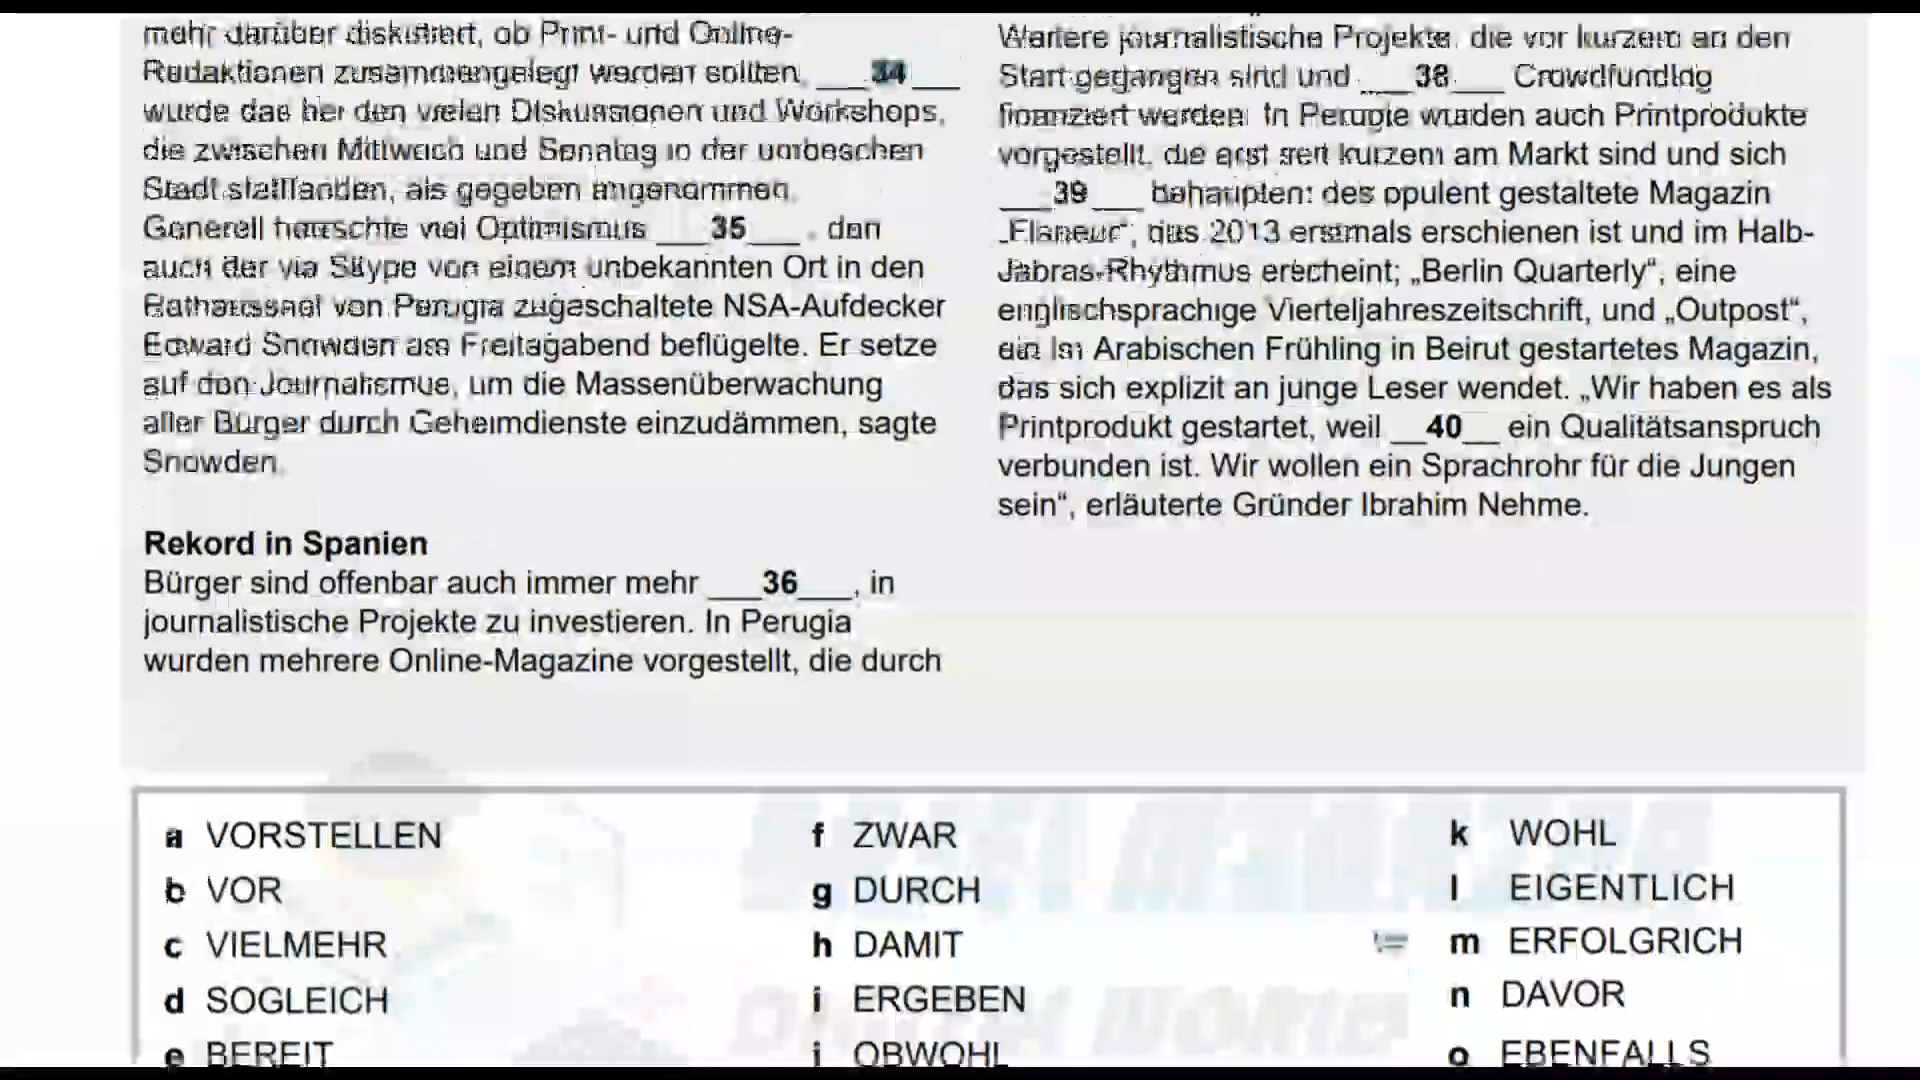 mehr darüber diskutiert, ob Print- und Online-
Redaktionen zusammengelegt werden sollten, ___34___
wurde das bei den vielen Diskussionen und Workshops,
die zwischen Mittwoch und Sonntag in der umbrischen
Stadt stattfanden, als gegeben angenommen.
Generell herrschte viel Optimismus ___35___, den
auch der via Skype von einem unbekannten Ort in den
Rathaussaal von Perugia zugeschaltete NSA-Aufdecker
Edward Snowden am Freitagabend beflügelte. Er setze
auf den Journalismus, um die Massenüberwachung
aller Bürger durch Geheimdienste einzudämmen, sagte
Snowden.
Rekord in Spanien
Bürger sind offenbar auch immer mehr ___36___, in
journalistische Projekte zu investieren. In Perugia
wurden mehrere Online-Magazine vorgestellt, die durch
Weitere journalistische Projekte, die vor kurzem an den
Start gegangen sind und ___38___ Crowdfunding
finanziert werden. In Perugia wurden auch Printprodukte
vorgestellt, die erst seit kurzem am Markt sind und sich
___39___ behaupten: das opulent gestaltete Magazin
„Flaneur“, das 2013 erstmals erschienen ist und im Halb-
Jahres-Rhythmus erscheint; „Berlin Quarterly“, eine
englischsprachige Vierteljahreszeitschrift, und „Outpost“,
ein im Arabischen Frühling in Beirut gestartetes Magazin,
das sich explizit an junge Leser wendet. „Wir haben es als
Printprodukt gestartet, weil __40__ ein Qualitätsanspruch
verbunden ist. Wir wollen ein Sprachrohr für die Jungen
sein“, erläuterte Gründer Ibrahim Nehme.
a VORSTELLEN
b VOR
c VIELMEHR
d SOGLEICH
e BEREIT
f ZWAR
g DURCH
h DAMIT
i ERGEBEN
j OBWOHL
k WOHL
l EIGENTLICH
m ERFOLGRICH
n DAVOR
o EBENFALLS